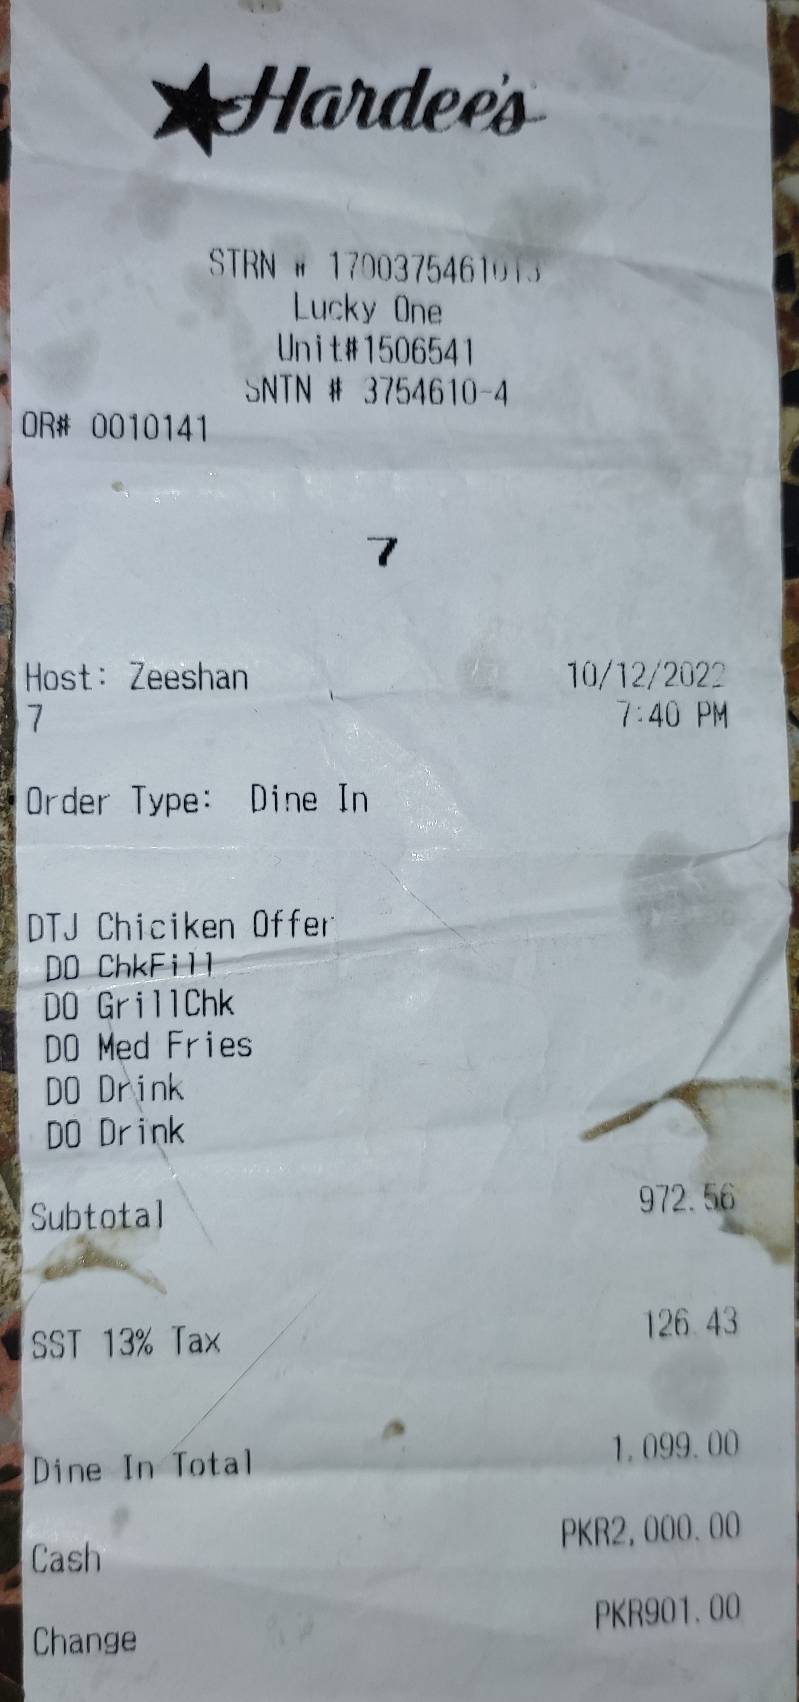 Hardee's
STRN # 1700375461013
Lucky One
Unit#1506541
SNTN # 3754610-4
OR# 0010141
7
Host: Zeeshan 10/12/2022
7 7:40 PM
Order Type: Dine In
DTJ Chiciken Offer
DO ChkFill
DO GrillChk
DO Med Fries
DO Drink
DO Drink
Subtotal 972.56
SST 13% Tax 126.43
Dine In Total 1,099.00
Cash PKR2,000.00
Change PKR901.00